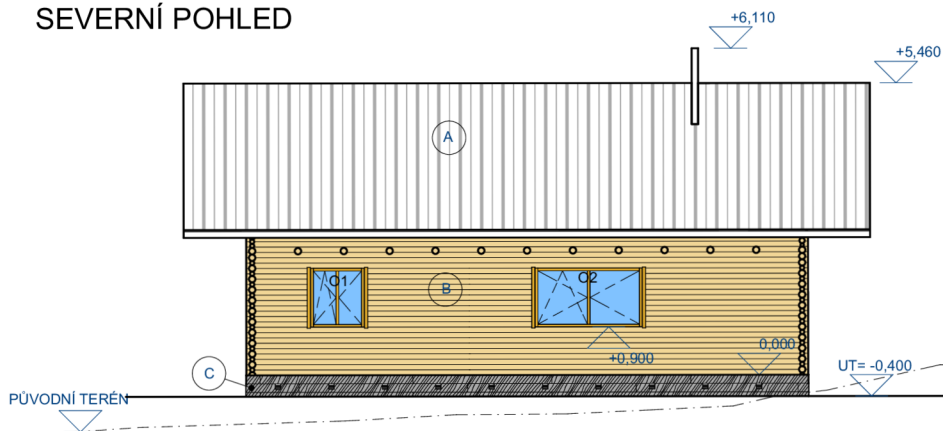 SEVERNÍ POHLED
+6,110
+5,460
A
O1
O2
B
+0,900
0,000
UT= -0,400
C
PŮVODNÍ TERÉN